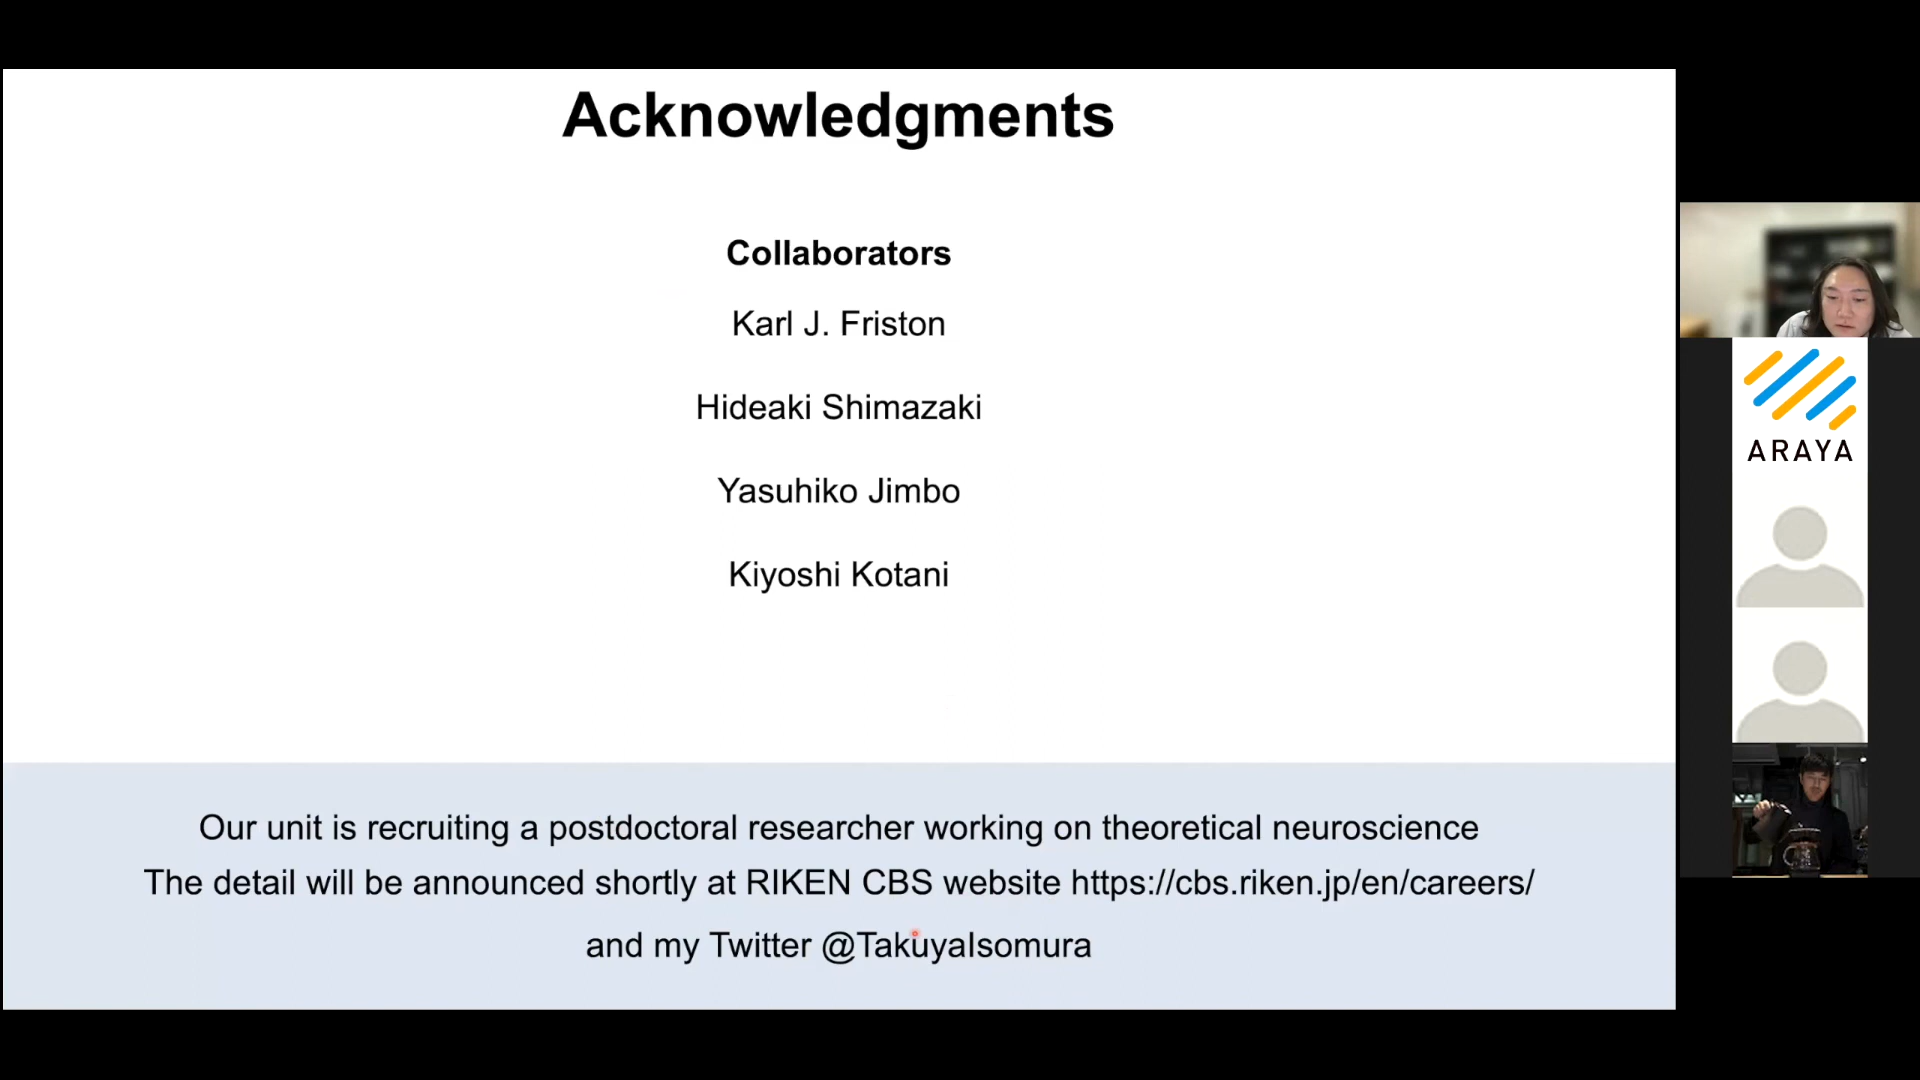 Acknowledgments
Collaborators
Karl J. Friston
Hideaki Shimazaki
Yasuhiko Jimbo
Kiyoshi Kotani
Our unit is recruiting a postdoctoral researcher working on theoretical neuroscience
The detail will be announced shortly at RIKEN CBS website https://cbs.riken.jp/en/careers/
and my Twitter @TakuyaIsomura
ARAYA